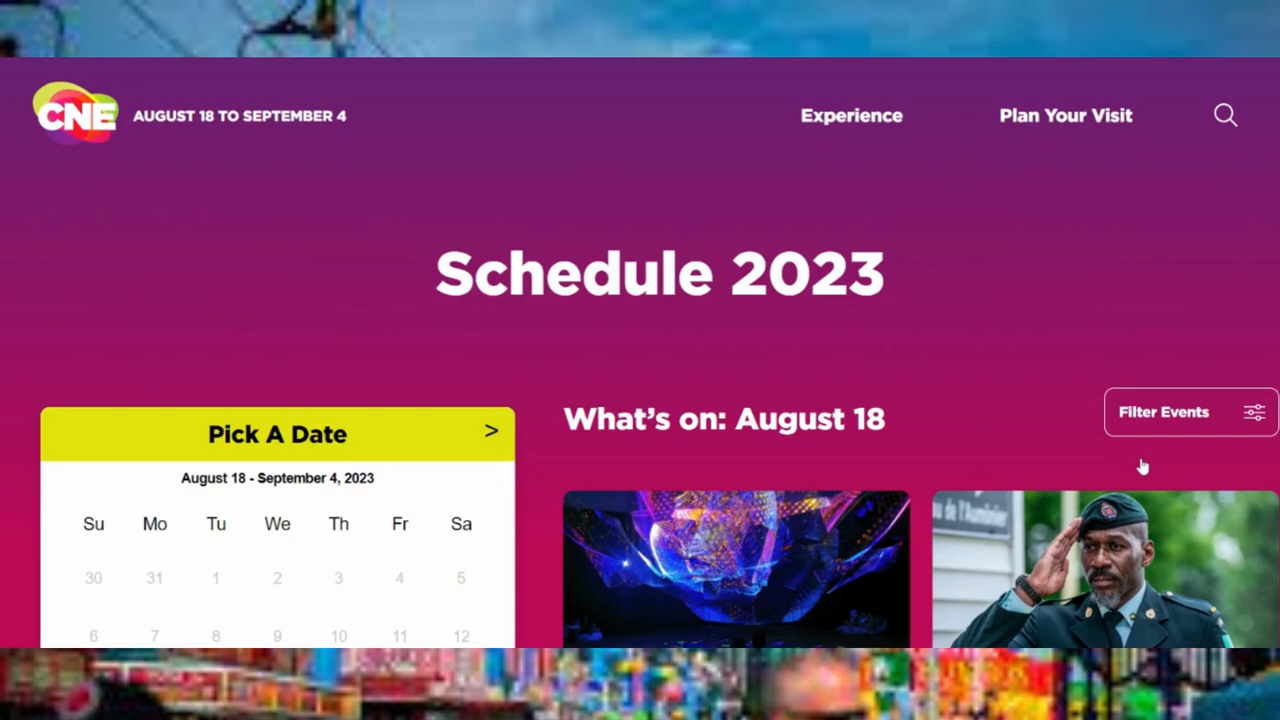 CNE
AUGUST 18 TO SEPTEMBER 4
Experience
Plan Your Visit
Schedule 2023
Pick A Date >
August 18 - September 4, 2023
Su Mo Tu We Th Fr Sa
30 31 1 2 3 4 5
6 7 8 9 10 11 12
What's on: August 18
Filter Events
de l'Aumônier